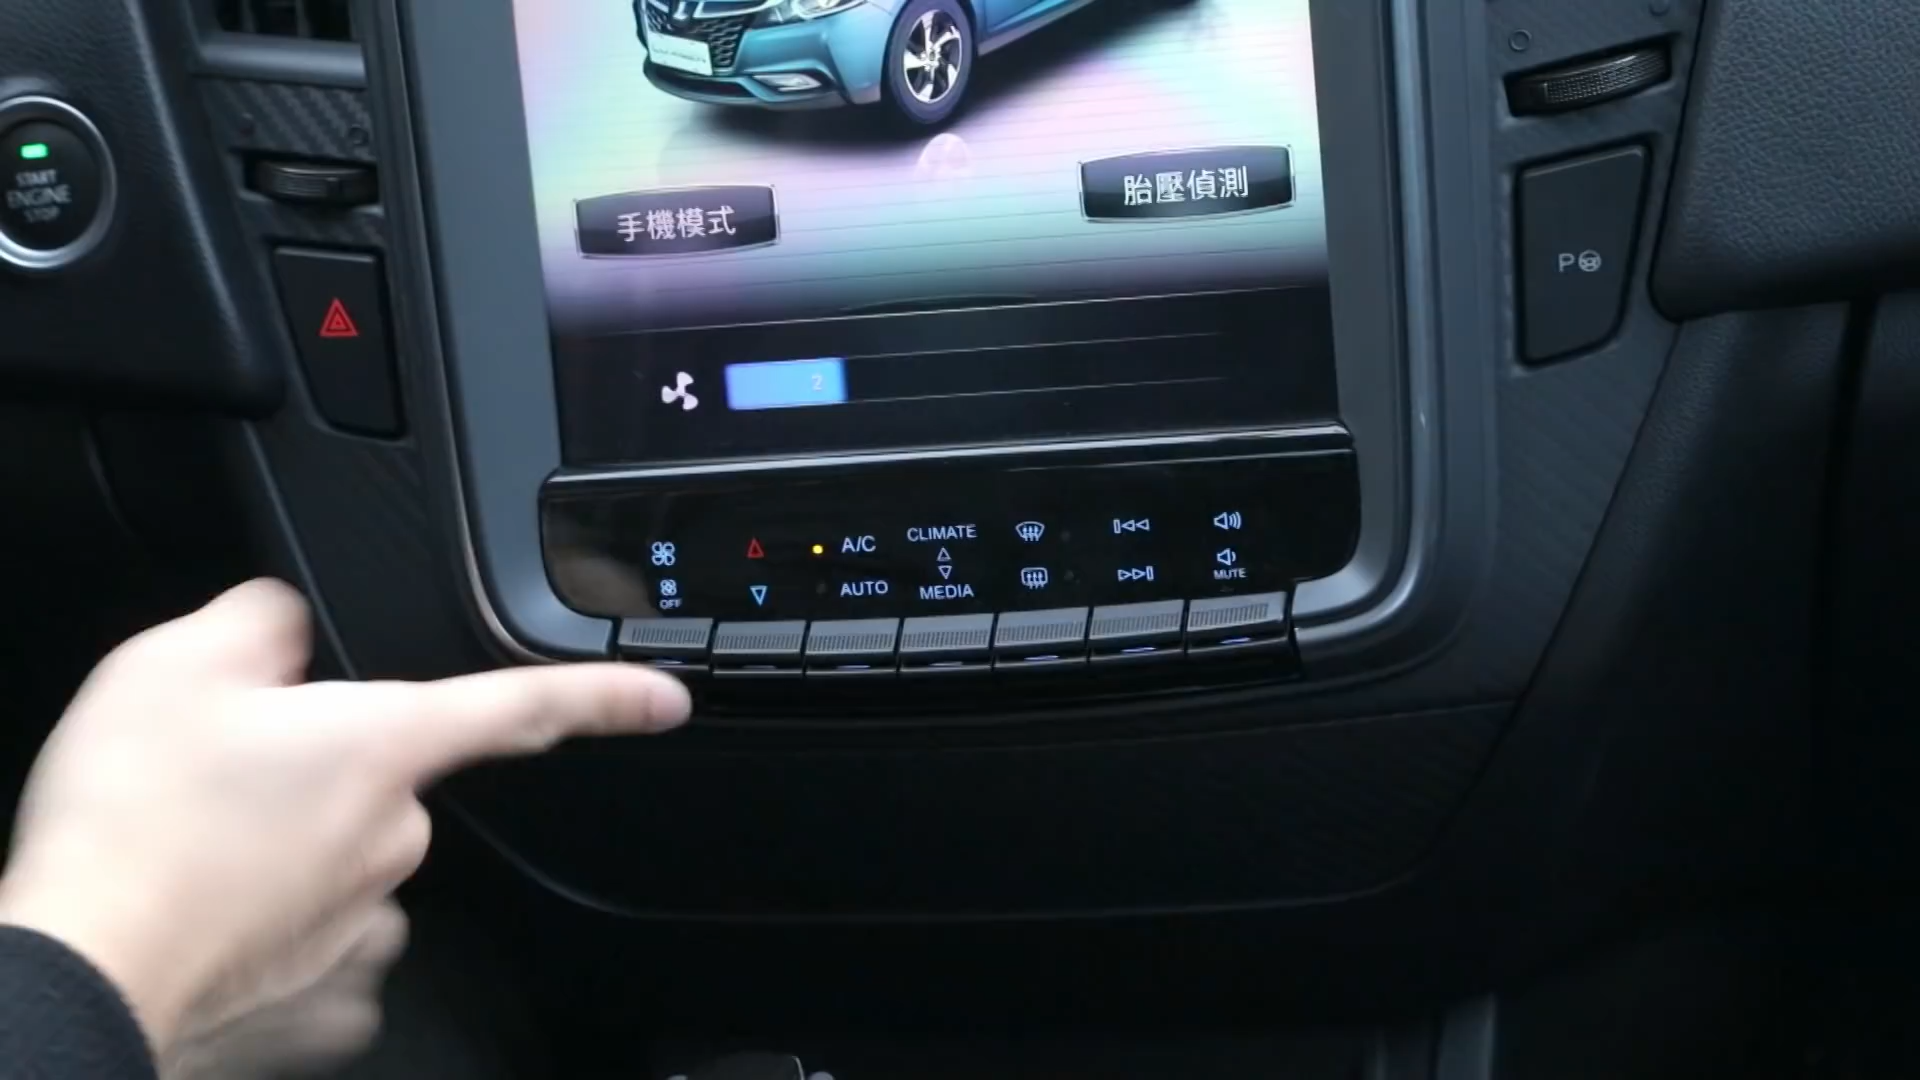 START
ENGINE
STOP
手機模式
胎壓偵測
P
2
A/C
CLIMATE
AUTO
MEDIA
OFF
MUTE